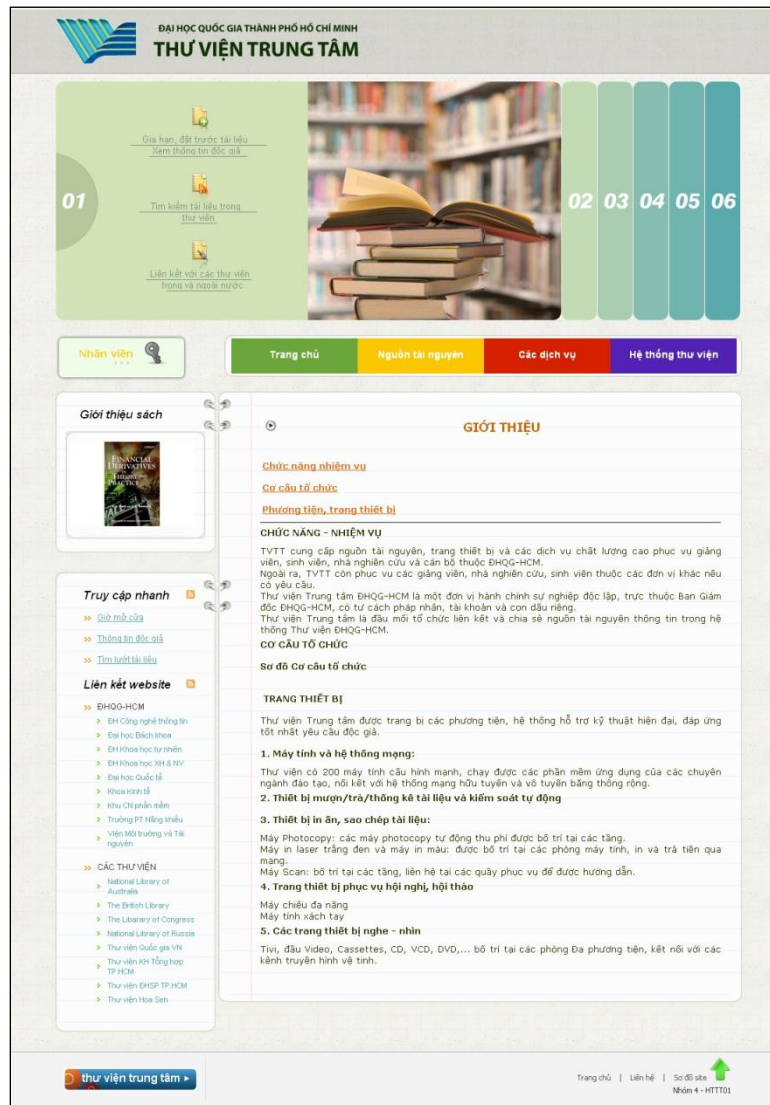 ĐẠI HỌC QUỐC GIA THÀNH PHỐ HỒ CHÍ MINH
THƯ VIỆN TRUNG TÂM
01
Gia hạn, đặt trước tài liệu
Xem thông tin độc giả
Tìm kiếm tài liệu trong
thư viện
Liên kết với các thư viện
trong và ngoài nước
02
03
04
05
06
Nhân viên
Trang chủ
Nguồn tài nguyên
Các dịch vụ
Hệ thống thư viện
Giới thiệu sách
FINANCIAL
DERIVATIVES
IN
THEORY AND
PRACTICE
Truy cập nhanh
Giờ mở cửa
Thông tin độc giả
Tìm lướt tài liệu
Liên kết website
ĐHQG-HCM
ĐH Công nghệ thông tin
Đại học Bách khoa
ĐH Khoa học tự nhiên
ĐH Khoa học XH & NV
Đại học Quốc tế
Khoa Kinh tế
Khu CN phần mềm
Trường PT Năng khiếu
Viện Môi trường và Tài
nguyên
CÁC THƯ VIỆN
National Library of
Australia
The British Library
The Libarary of Congress
National Library of Russia
Thư viện Quốc gia VN
Thư viện KH Tổng hợp
TP.HCM
Thư viện ĐHSP TP.HCM
Thư viện Hoa Sen
GIỚI THIỆU
Chức năng nhiệm vụ
Cơ cấu tổ chức
Phương tiện, trang thiết bị
CHỨC NĂNG - NHIỆM VỤ
TVTT cung cấp nguồn tài nguyên, trang thiết bị và các dịch vụ chất lượng cao phục vụ giảng
viên, sinh viên, nhà nghiên cứu và cán bộ thuộc ĐHQG-HCM.
Ngoài ra, TVTT còn phục vụ các giảng viên, nhà nghiên cứu, sinh viên thuộc các đơn vị khác nếu
có yêu cầu.
Thư viện Trung tâm ĐHQG-HCM là một đơn vị hành chính sự nghiệp độc lập, trực thuộc Ban Giám
đốc ĐHQG-HCM, có tư cách pháp nhân, tài khoản và con dấu riêng.
Thư viện Trung tâm là đầu mối tổ chức liên kết và chia sẻ nguồn tài nguyên thông tin trong hệ
thống Thư viện ĐHQG-HCM.
CƠ CẤU TỔ CHỨC
Sơ đồ Cơ cấu tổ chức
TRANG THIẾT BỊ
Thư viện Trung tâm được trang bị các phương tiện, hệ thống hỗ trợ kỹ thuật hiện đại, đáp ứng
tốt nhất yêu cầu độc giả.
1. Máy tính và hệ thống mạng:
Thư viện có 200 máy tính cấu hình mạnh, chạy được các phần mềm ứng dụng của các chuyên
ngành đào tạo, nối kết với hệ thống mạng hữu tuyến và vô tuyến băng thông rộng.
2. Thiết bị mượn/trả/thống kê tài liệu và kiểm soát tự động
3. Thiết bị in ấn, sao chép tài liệu:
Máy Photocopy: các máy photocopy tự động thu phí được bố trí tại các tầng.
Máy in laser trắng đen và máy in màu: được bố trí tại các phòng máy tính, in và trả tiền qua
mạng.
Máy Scan: bố trí tại các tầng, liên hệ tại các quầy phục vụ để được hướng dẫn.
4. Trang thiết bị phục vụ hội nghị, hội thảo
Máy chiếu đa năng
Máy tính xách tay
5. Các trang thiết bị nghe - nhìn
Tivi, đầu Video, Cassettes, CD, VCD, DVD,... bố trí tại các phòng Đa phương tiện, kết nối với các
kênh truyền hình vệ tinh.
thư viện trung tâm
Trang chủ | Liên hệ | Sơ đồ site
Nhóm 4 - HTTT01